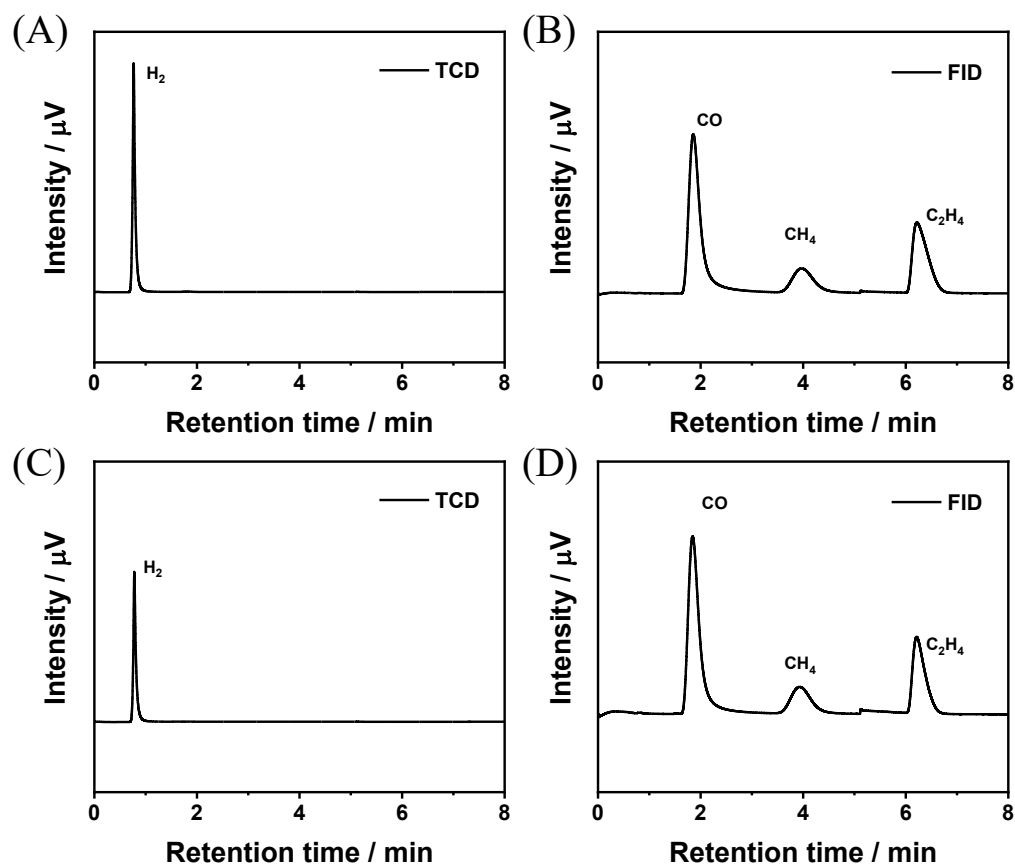 (A)
H₂
TCD
Intensity / μV
0 2 4 6 8
Retention time / min
(B)
CO
CH₄
C₂H₄
FID
Intensity / μV
0 2 4 6 8
Retention time / min
(C)
H₂
TCD
Intensity / μV
0 2 4 6 8
Retention time / min
(D)
CO
CH₄
C₂H₄
FID
Intensity / μV
0 2 4 6 8
Retention time / min